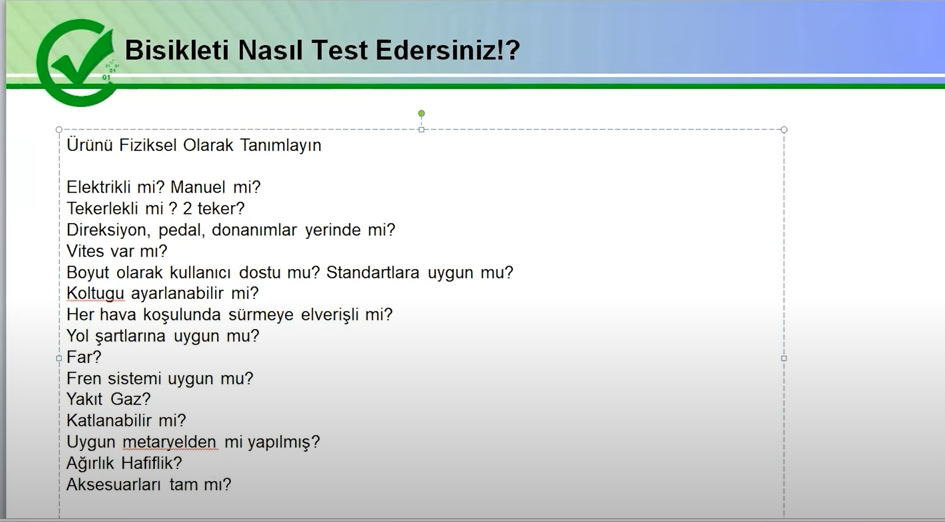 Bisikleti Nasıl Test Edersiniz!?
01
01
01
Ürünü Fiziksel Olarak Tanımlayın
Elektrikli mi? Manuel mi?
Tekerlekli mi ? 2 teker?
Direksiyon, pedal, donanımlar yerinde mi?
Vites var mı?
Boyut olarak kullanıcı dostu mu? Standartlara uygun mu?
Koltugu ayarlanabilir mi?
Her hava koşulunda sürmeye elverişli mi?
Yol şartlarına uygun mu?
Far?
Fren sistemi uygun mu?
Yakıt Gaz?
Katlanabilir mi?
Uygun metaryelden mi yapılmış?
Ağırlık Hafiflik?
Aksesuarları tam mı?